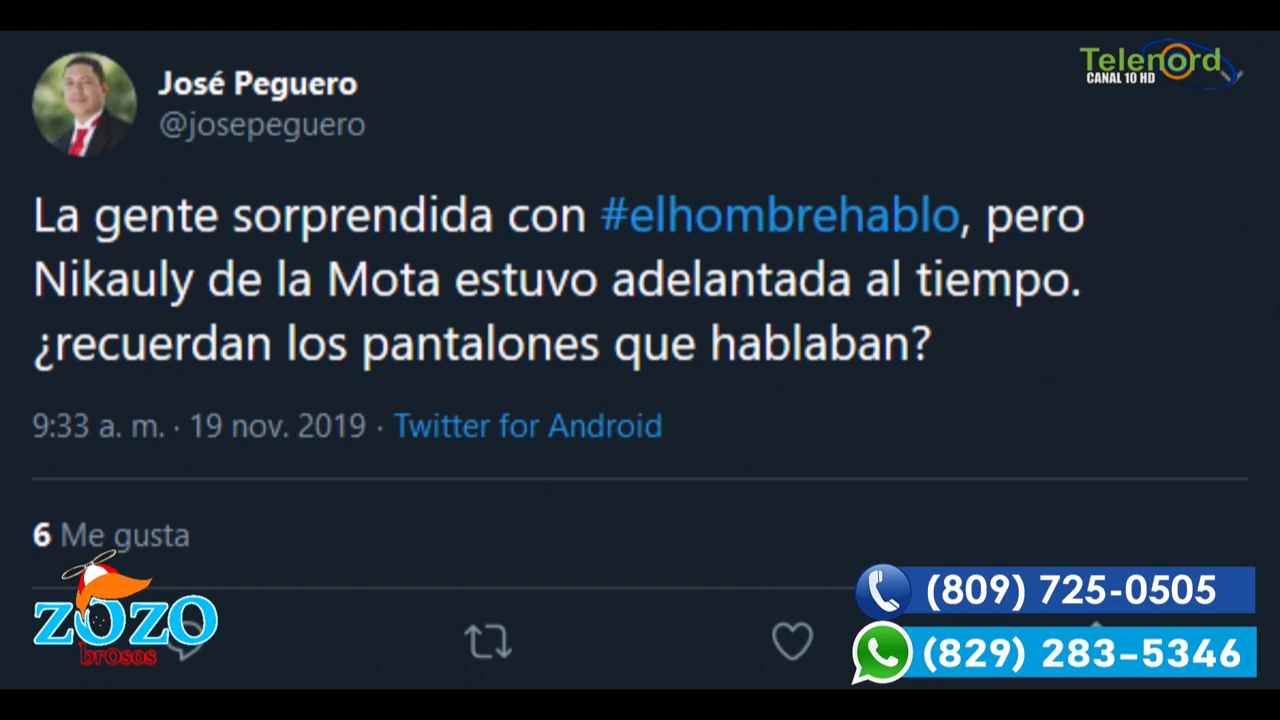 José Peguero
@josepeguero
Telenord
CANAL 10 HD
La gente sorprendida con #elhombrehablo, pero
Nikauly de la Mota estuvo adelantada al tiempo.
¿recuerdan los pantalones que hablaban?
9:33 a. m. · 19 nov. 2019 · Twitter for Android
6 Me gusta
ZOZO
brosos
(809) 725-0505
(829) 283-5346